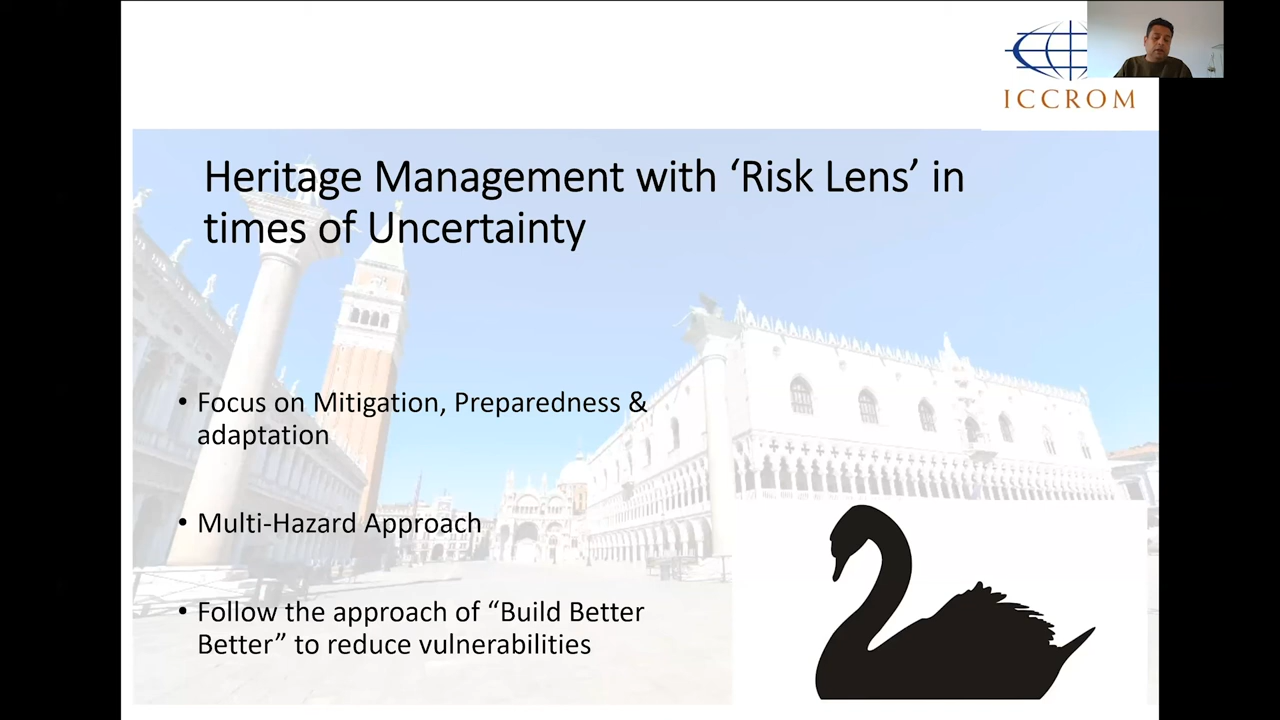 ICCROM
Heritage Management with ‘Risk Lens’ in
times of Uncertainty
• Focus on Mitigation, Preparedness &
adaptation
• Multi-Hazard Approach
• Follow the approach of “Build Better
Better” to reduce vulnerabilities